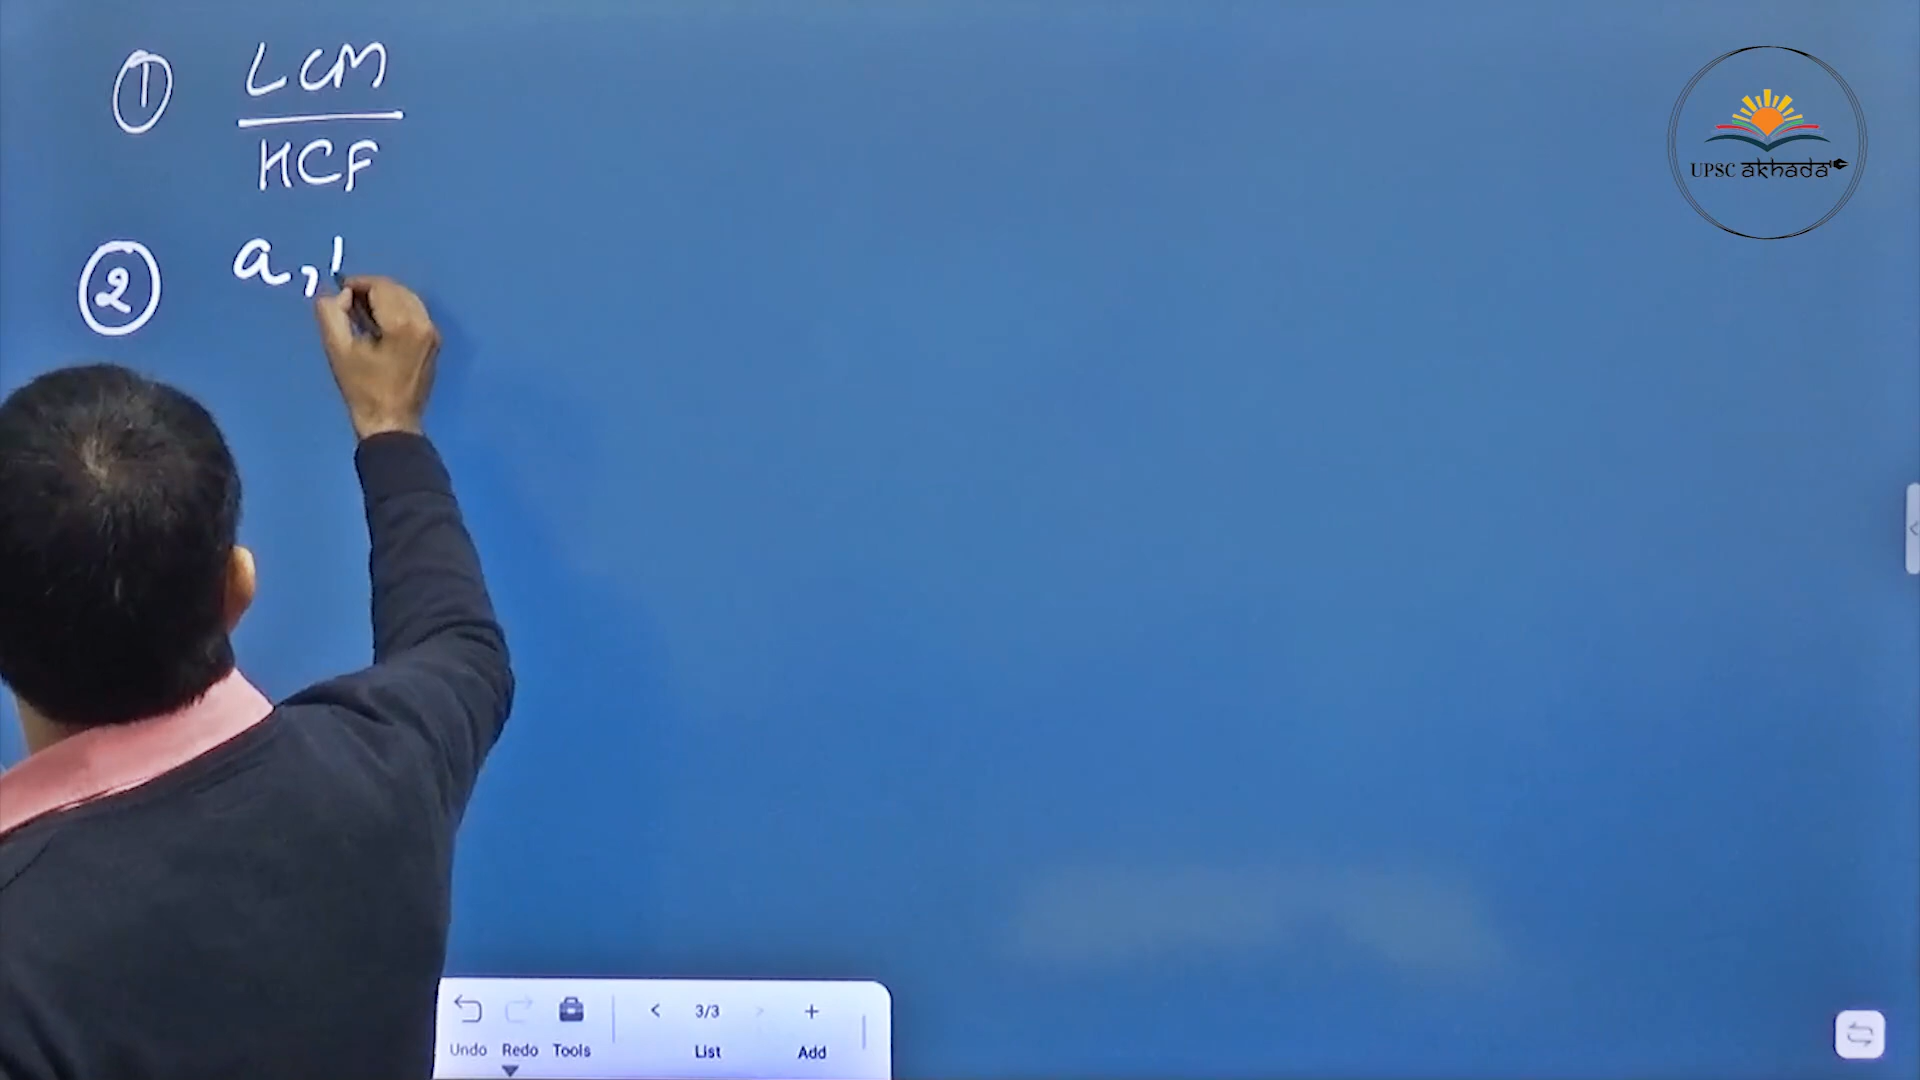 ① LCM
HCF
② a,
UPSC akhada
Undo Redo Tools < 3/3 > + 
List Add